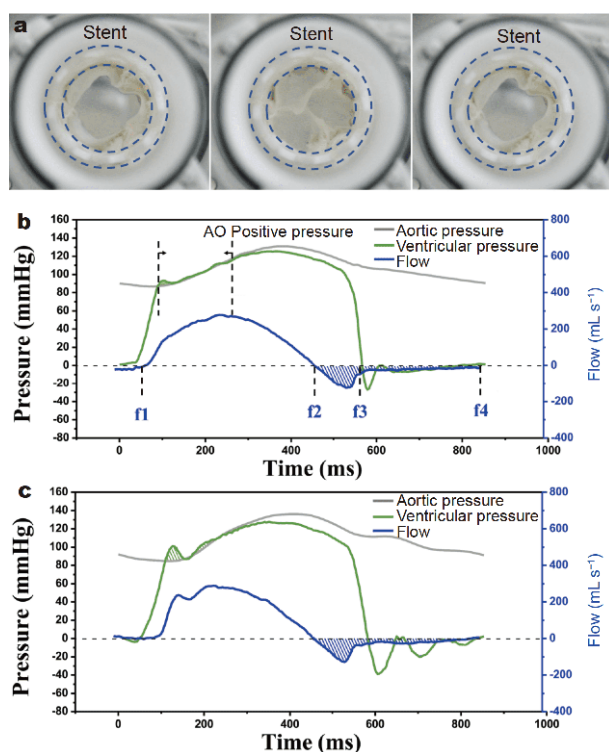 a
Stent
Stent
Stent
b
AO Positive pressure
Aortic pressure
Ventricular pressure
Flow
160
140
120
100
80
60
40
20
0
-20
-40
-60
-80
Pressure (mmHg)
800
600
400
200
0
-200
-400
Flow (mL s⁻¹)
f1
f2
f3
f4
0
200
400
600
800
1000
Time (ms)
c
Aortic pressure
Ventricular pressure
Flow
160
140
120
100
80
60
40
20
0
-20
-40
-60
-80
Pressure (mmHg)
800
600
400
200
0
-200
-400
Flow (mL s⁻¹)
0
200
400
600
800
1000
Time (ms)